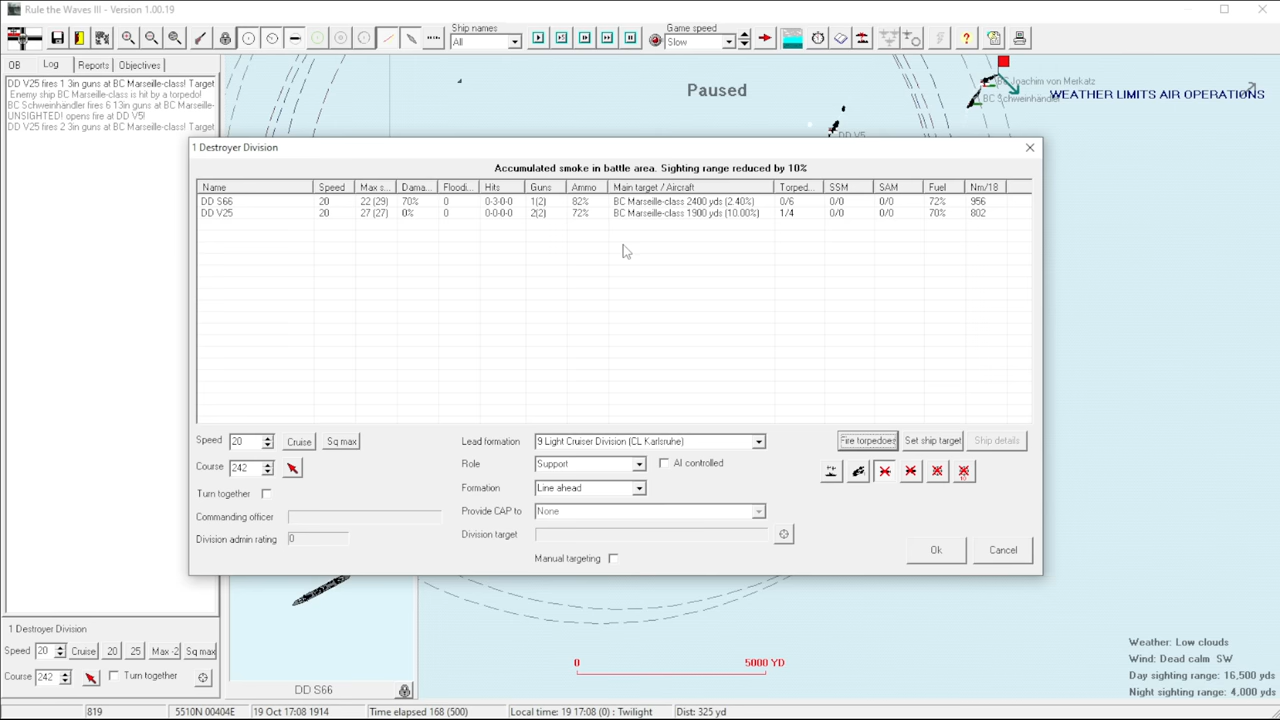 Rule the Waves III - Version 1.00.19
Ship names
All
Game speed
Slow
OB Log Reports Objectives
DD V25 fires 1 3in guns at BC Marseille-class! Target
Enemy ship BC Marseille-class is hit by a torpedo!
BC Schweinhändler fires 6 13in guns at BC Marseille-
UNSIGHTED! opens fire at DD V5!
DD V25 fires 2 3in guns at BC Marseille-class! Target
Paused
BC Joachim von Merkatz
BC Schweinhändler
WEATHER LIMITS AIR OPERATIONS
DD V5
1 Destroyer Division
Accumulated smoke in battle area. Sighting range reduced by 10%
Name Speed Max s... Dama... Floodi... Hits Guns Ammo Main target / Aircraft Torped... SSM SAM Fuel Nm/18
DD S66 20 22 (29) 70% 0 0-3-0-0 1(2) 82% BC Marseille-class 2400 yds (2.40%) 0/6 0/0 0/0 72% 956
DD V25 20 27 (27) 0% 0 0-0-0-0 2(2) 72% BC Marseille-class 1900 yds (10.00%) 1/4 0/0 0/0 70% 802
Speed 20 Cruise Sq max
Course 242
Turn together
Commanding officer
Division admin rating 0
Lead formation 9 Light Cruiser Division (CL Karlsruhe)
Role Support AI controlled
Formation Line ahead
Provide CAP to None
Division target
Manual targeting
Fire torpedoes Set ship target Ship details
10
Ok Cancel
1 Destroyer Division
Speed 20 Cruise 20 25 Max -2 Sq max
Course 242 Turn together
DD S66
0 5000 YD
Weather: Low clouds
Wind: Dead calm SW
Day sighting range: 16,500 yds
Night sighting range: 4,000 yds
819 5510N 00404E 19 Oct 17:08 1914 Time elapsed 168 (500) Local time: 19 17:08 (0) : Twilight Dist: 325 yd